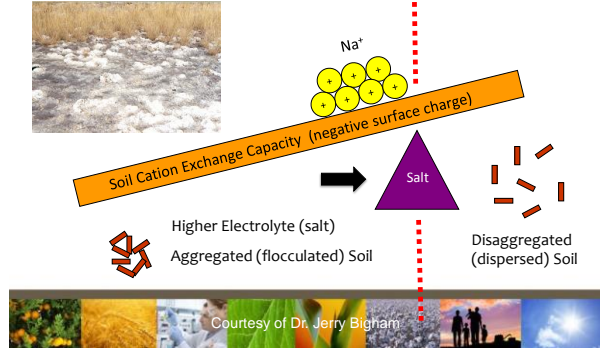 Na+
+ + +
+ + + +
Soil Cation Exchange Capacity (negative surface charge)
Salt
Higher Electrolyte (salt)
Aggregated (flocculated) Soil
Disaggregated
(dispersed) Soil
Courtesy of Dr. Jerry Bigham